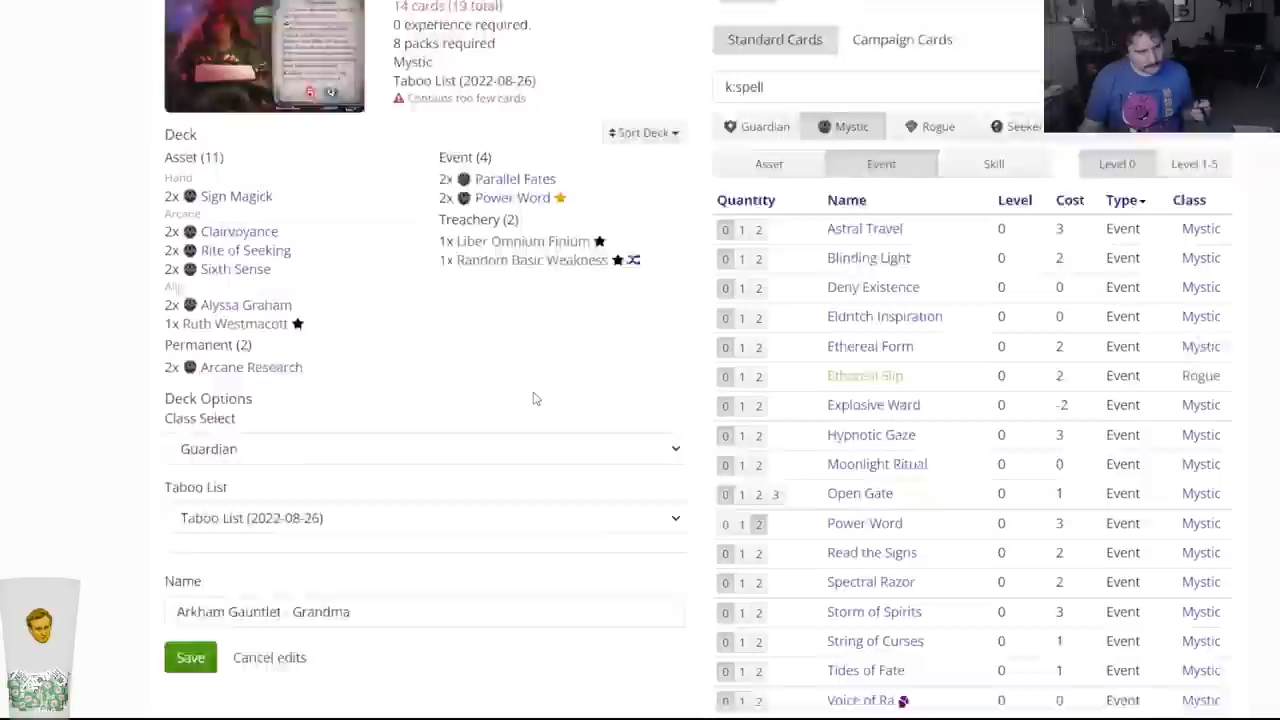 14 cards (19 total)
0 experience required.
8 packs required
Mystic
Taboo List (2022-08-26)
Contains too few cards
Deck
Sort Deck
Asset (11)
Hand
2x Sign Magick
Arcane
2x Clairvoyance
2x Rite of Seeking
2x Sixth Sense
Ally
2x Alyssa Graham
1x Ruth Westmacott
Permanent (2)
2x Arcane Research
Event (4)
2x Parallel Fates
2x Power Word
Treachery (2)
1x Liber Omnium Finium
1x Random Basic Weakness
Deck Options
Class Select
Guardian
Taboo List
Taboo List (2022-08-26)
Name
Arkham Gauntlet - Grandma
Save Cancel edits
Cards Campaign Cards
k:spell
Guardian Mystic Rogue Seeker
Asset Event Skill Level 0 Level 1-5
Quantity Name Level Cost Type Class
0 1 2 Astral Travel 0 3 Event Mystic
0 1 2 Blinding Light 0 2 Event Mystic
0 1 2 Deny Existence 0 0 Event Mystic
0 1 2 Eldritch Inspiration 0 0 Event Mystic
0 1 2 Ethereal Form 0 2 Event Mystic
0 1 2 Ethereal Slip 0 2 Event Rogue
0 1 2 Explosive Ward 0 -2 Event Mystic
0 1 2 Hypnotic Gaze 0 3 Event Mystic
0 1 2 Moonlight Ritual 0 0 Event Mystic
0 1 2 3 Open Gate 0 1 Event Mystic
0 1 2 Power Word 0 3 Event Mystic
0 1 2 Read the Signs 0 2 Event Mystic
0 1 2 Spectral Razor 0 2 Event Mystic
0 1 2 Storm of Spirits 0 3 Event Mystic
0 1 2 String of Curses 0 1 Event Mystic
0 1 2 Tides of Fate 0 1 Event Mystic
0 1 2 Voice of Ra 0 0 Event Mystic